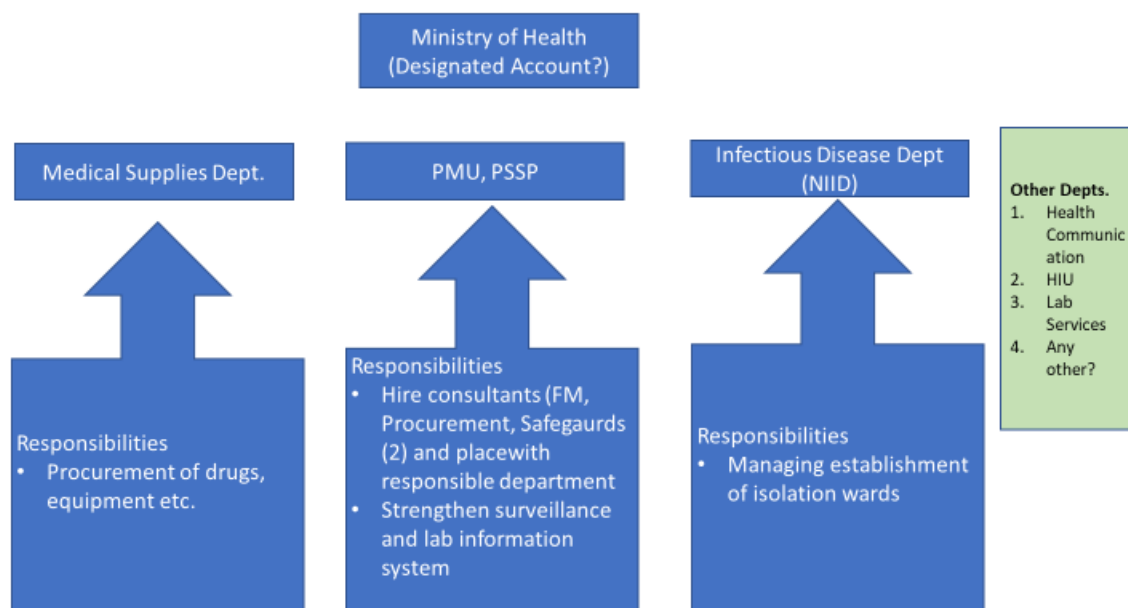 Ministry of Health
(Designated Account?)
Medical Supplies Dept.
PMU, PSSP
Infectious Disease Dept
(NIID)
Other Depts.
1. Health
Communic
ation
2. HIU
3. Lab
Services
4. Any
other?
Responsibilities
• Procurement of drugs,
equipment etc.
Responsibilities
• Hire consultants (FM,
Procurement, Safegaurds
(2) and placewith
responsible department
• Strengthen surveillance
and lab information
system
Responsibilities
• Managing establishment
of isolation wards